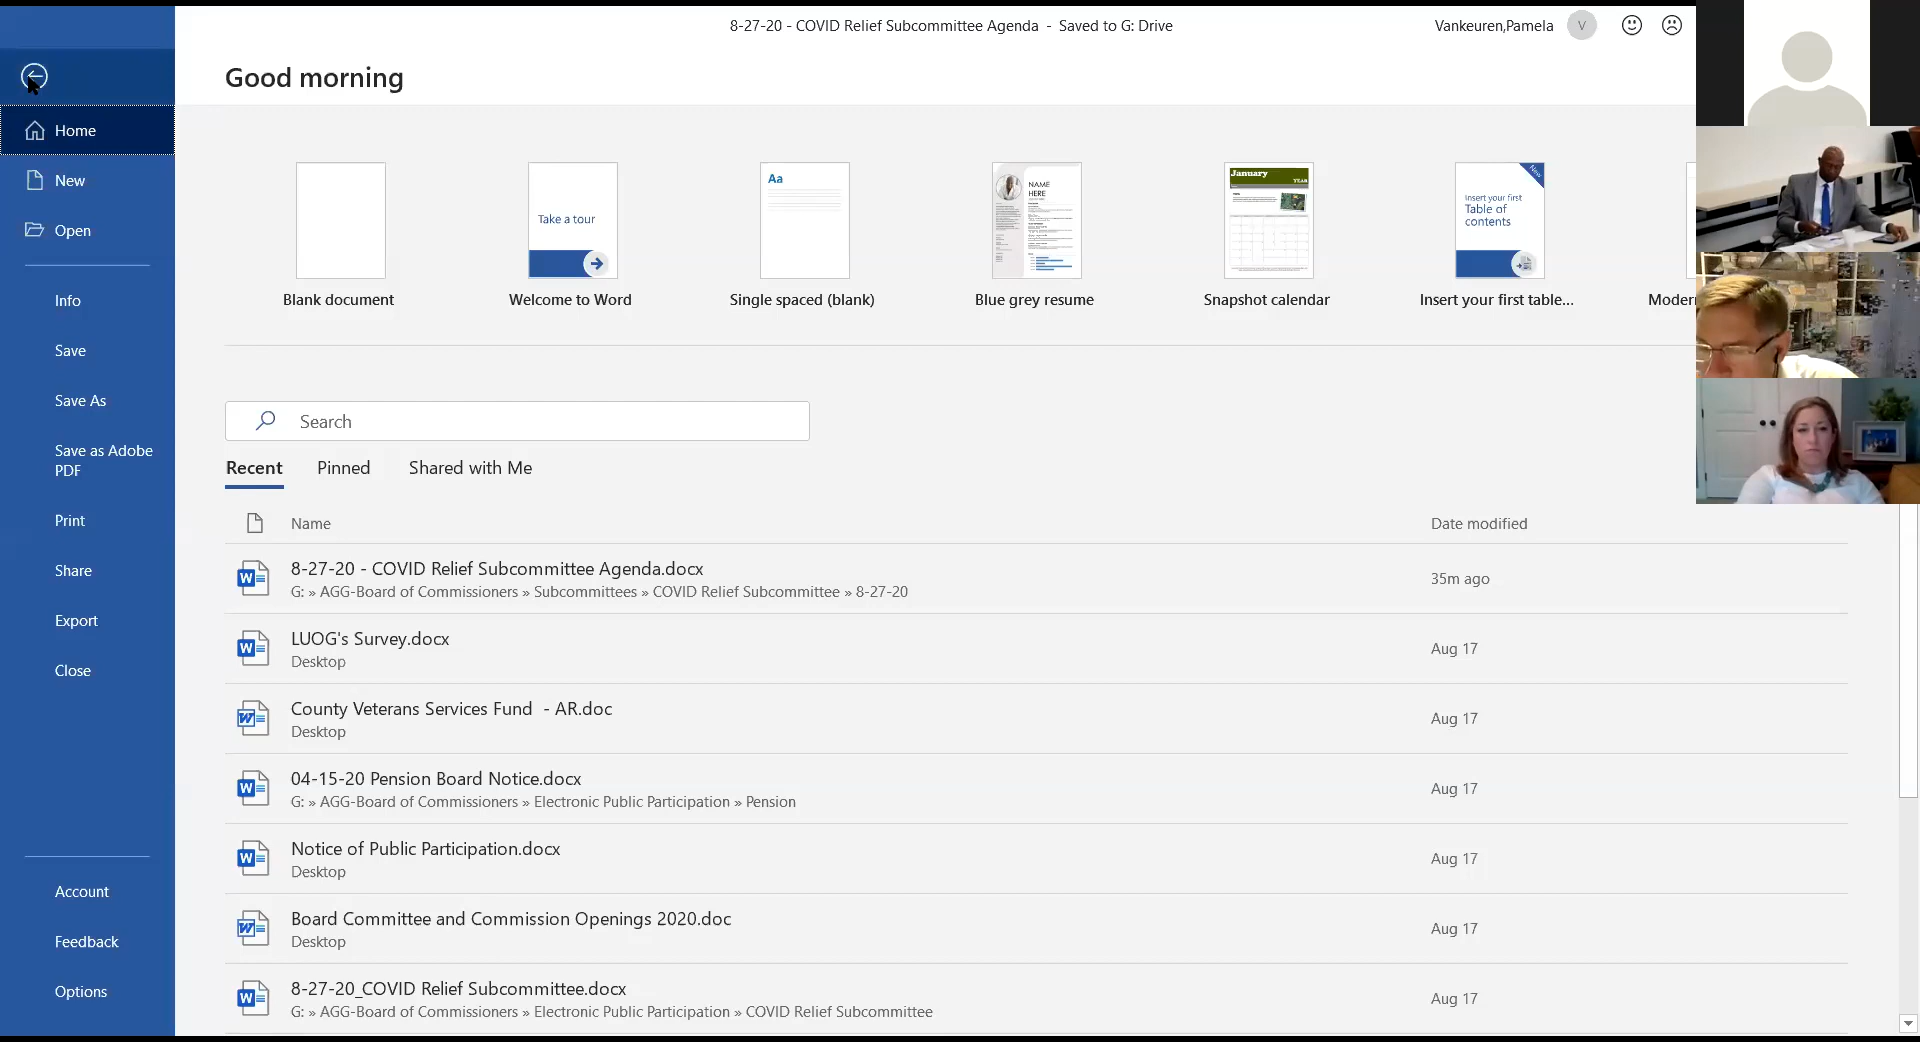 8-27-20 - COVID Relief Subcommittee Agenda - Saved to G: Drive
Vankeuren,Pamela
V
Good morning
Home
New
Open
Info
Save
Save As
Save as Adobe
PDF
Print
Share
Export
Close
Account
Feedback
Options
Take a tour
Aa
NAME
HERE
January
YEAR
New
Insert your first
Table of
contents
Blank document
Welcome to Word
Single spaced (blank)
Blue grey resume
Snapshot calendar
Insert your first table...
Modern
Search
Recent
Pinned
Shared with Me
Name
Date modified
8-27-20 - COVID Relief Subcommittee Agenda.docx
G: » AGG-Board of Commissioners » Subcommittees » COVID Relief Subcommittee » 8-27-20
35m ago
LUOG's Survey.docx
Desktop
Aug 17
County Veterans Services Fund  - AR.doc
Desktop
Aug 17
04-15-20 Pension Board Notice.docx
G: » AGG-Board of Commissioners » Electronic Public Participation » Pension
Aug 17
Notice of Public Participation.docx
Desktop
Aug 17
Board Committee and Commission Openings 2020.doc
Desktop
Aug 17
8-27-20_COVID Relief Subcommittee.docx
G: » AGG-Board of Commissioners » Electronic Public Participation » COVID Relief Subcommittee
Aug 17